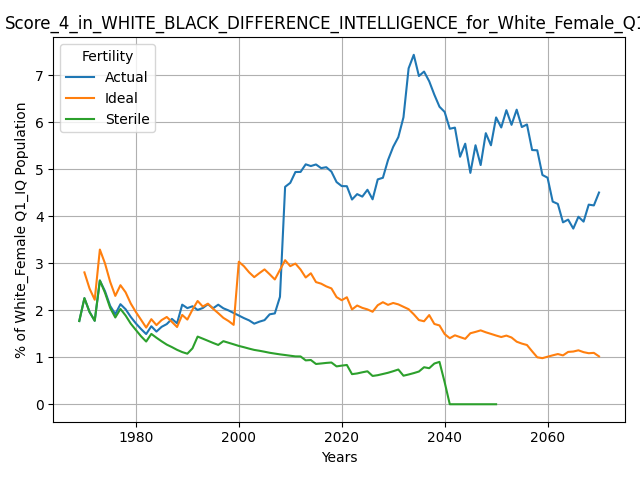 Score_4_in_WHITE_BLACK_DIFFERENCE_INTELLIGENCE_for_White_Female_Q1
Fertility
Actual
Ideal
Sterile
% of White_Female Q1_IQ Population
7
6
5
4
3
2
1
0
1980 2000 2020 2040 2060
Years